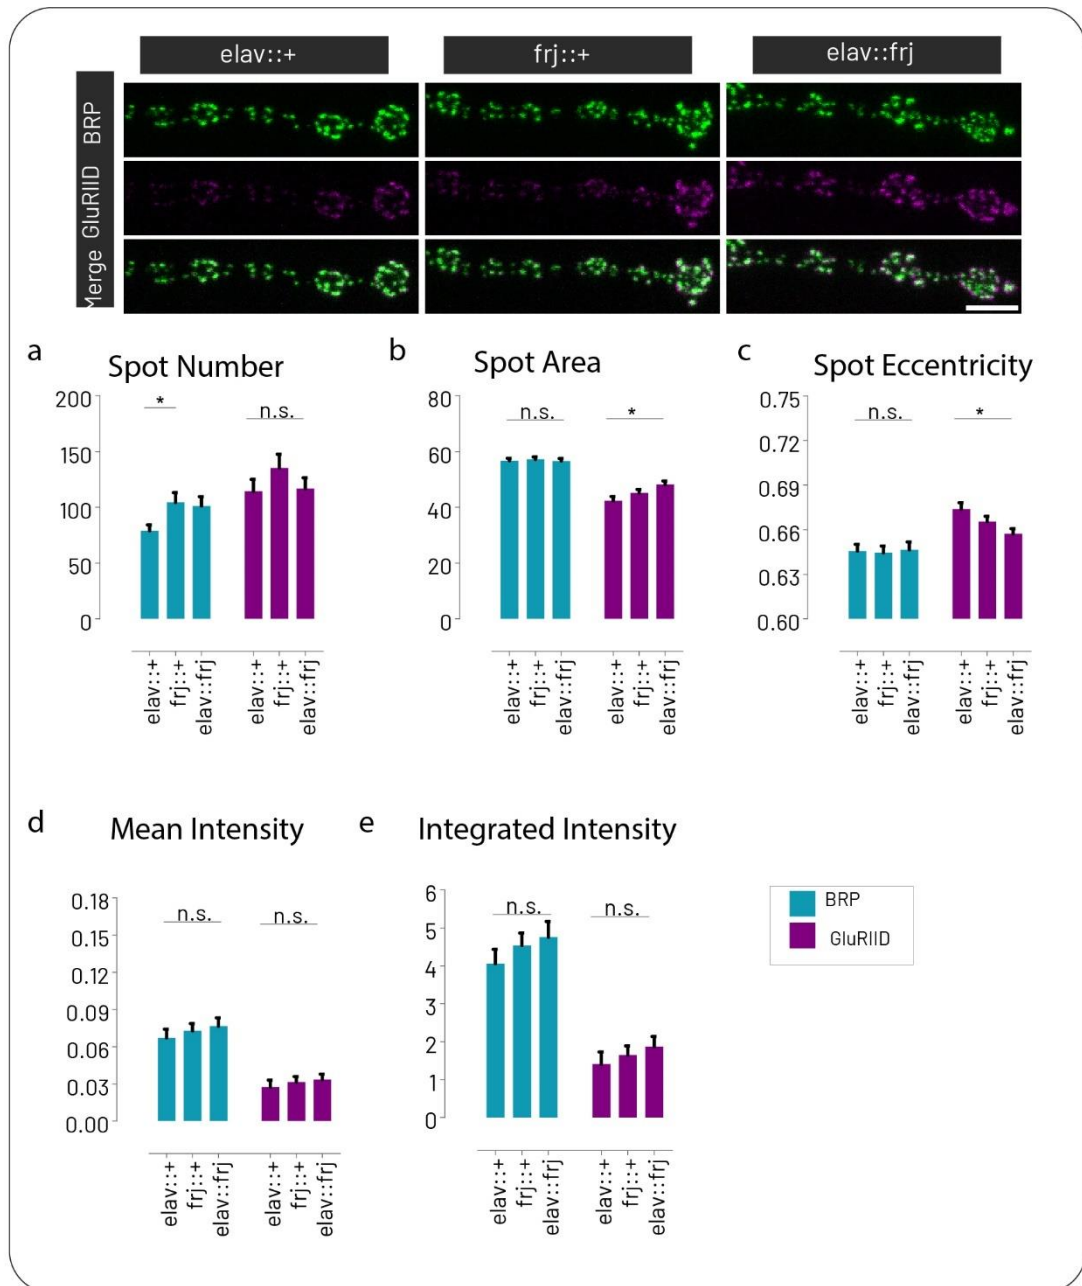 elav::+ frj::+ elav::frj
BRP
GluRIID
Merge
a Spot Number
200
150
100
50
0
*
n.s.
elav::+
frj::+
elav::frj
elav::+
frj::+
elav::frj
b Spot Area
80
60
40
20
0
n.s.
*
elav::+
frj::+
elav::frj
elav::+
frj::+
elav::frj
c Spot Eccentricity
0.75
0.72
0.69
0.66
0.63
0.60
n.s.
*
elav::+
frj::+
elav::frj
elav::+
frj::+
elav::frj
d Mean Intensity
0.18
0.15
0.12
0.09
0.06
0.03
0.00
n.s.
n.s.
elav::+
frj::+
elav::frj
elav::+
frj::+
elav::frj
e Integrated Intensity
6
5
4
3
2
1
0
n.s.
n.s.
elav::+
frj::+
elav::frj
elav::+
frj::+
elav::frj
BRP
GluRIID